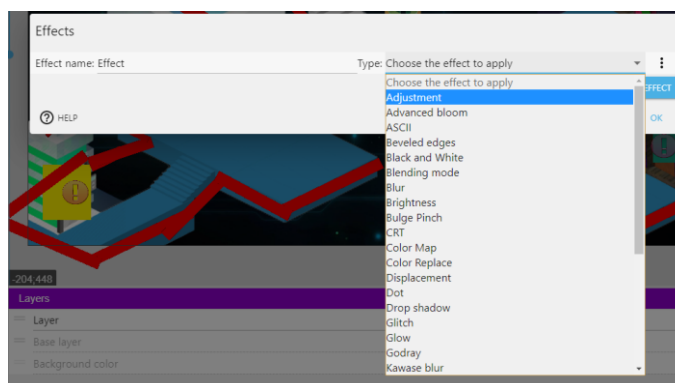 Effects
Effect name: Effect
Type: Choose the effect to apply
Choose the effect to apply
Adjustment
Advanced bloom
ASCII
Beveled edges
Black and White
Blending mode
Blur
Brightness
Bulge Pinch
CRT
Color Map
Color Replace
Displacement
Dot
Drop shadow
Glitch
Glow
Godray
Kawase blur
EFFECT
HELP
OK
-204;448
Layers
Layer
Base layer
Background color